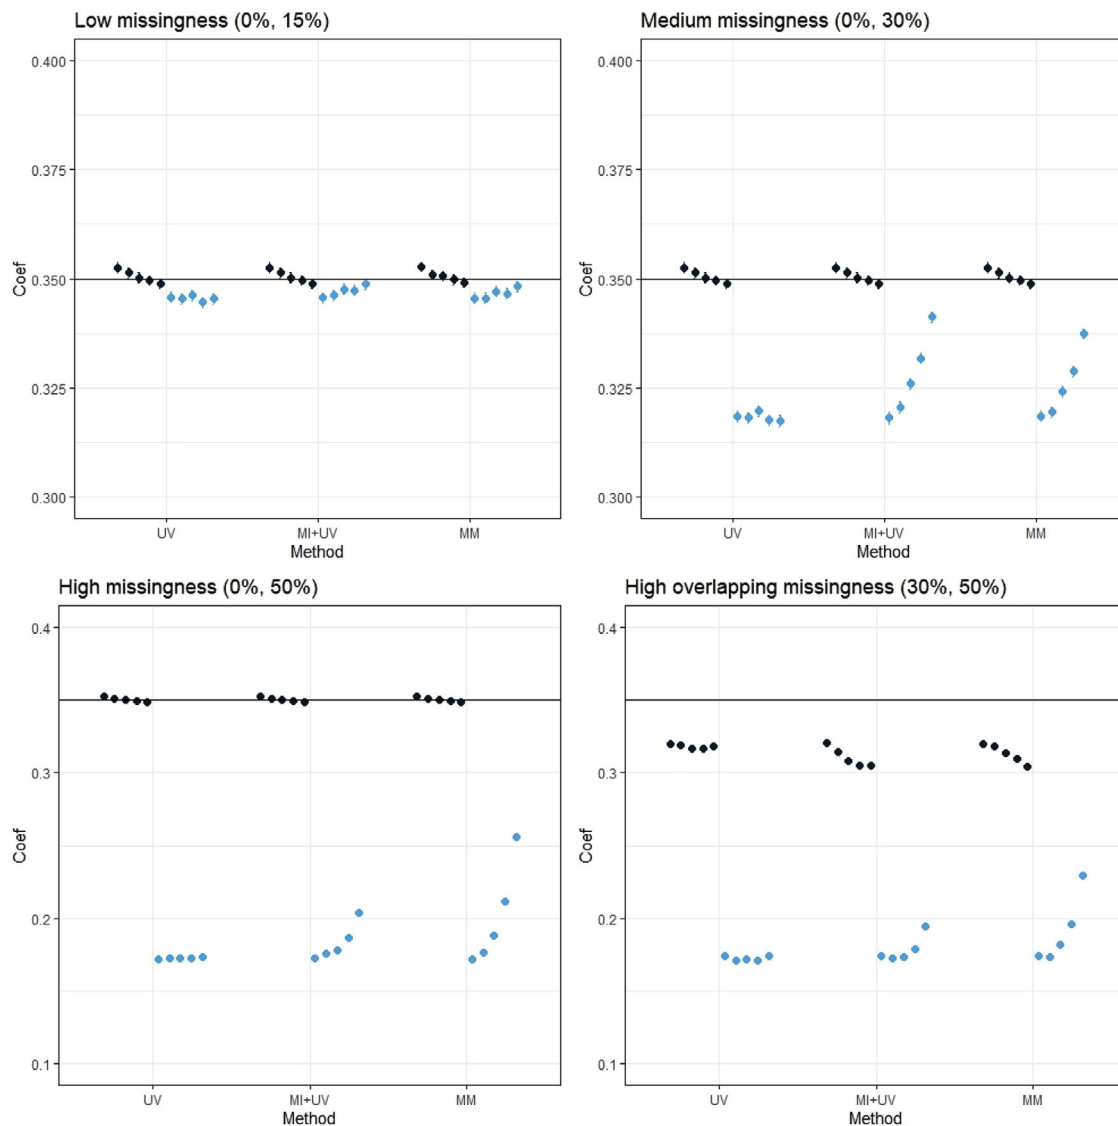 Low missingness (0%, 15%)
0.400
0.375
0.350
0.325
0.300
Coef
UV
MI+UV
MM
Method
Medium missingness (0%, 30%)
0.400
0.375
0.350
0.325
0.300
Coef
UV
MI+UV
MM
Method
High missingness (0%, 50%)
0.4
0.3
0.2
0.1
Coef
UV
MI+UV
MM
Method
High overlapping missingness (30%, 50%)
0.4
0.3
0.2
0.1
Coef
UV
MI+UV
MM
Method